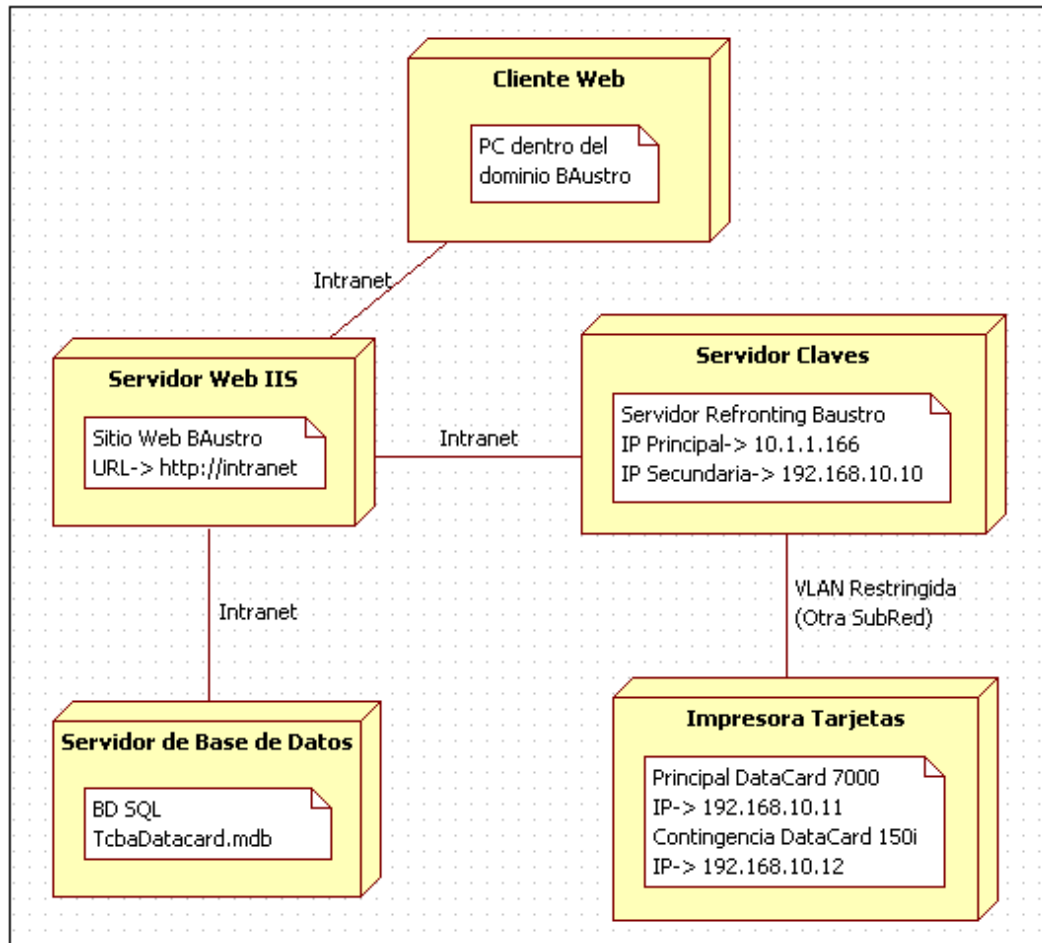 Cliente Web
PC dentro del
dominio BAustro
Intranet
Servidor Web IIS
Sitio Web BAustro
URL-> http://intranet
Intranet
Servidor Claves
Servidor Refronting Baustro
IP Principal-> 10.1.1.166
IP Secundaria-> 192.168.10.10
Intranet
VLAN Restringida
(Otra SubRed)
Servidor de Base de Datos
BD SQL
TcbaDatacard.mdb
Impresora Tarjetas
Principal DataCard 7000
IP-> 192.168.10.11
Contingencia DataCard 150i
IP-> 192.168.10.12